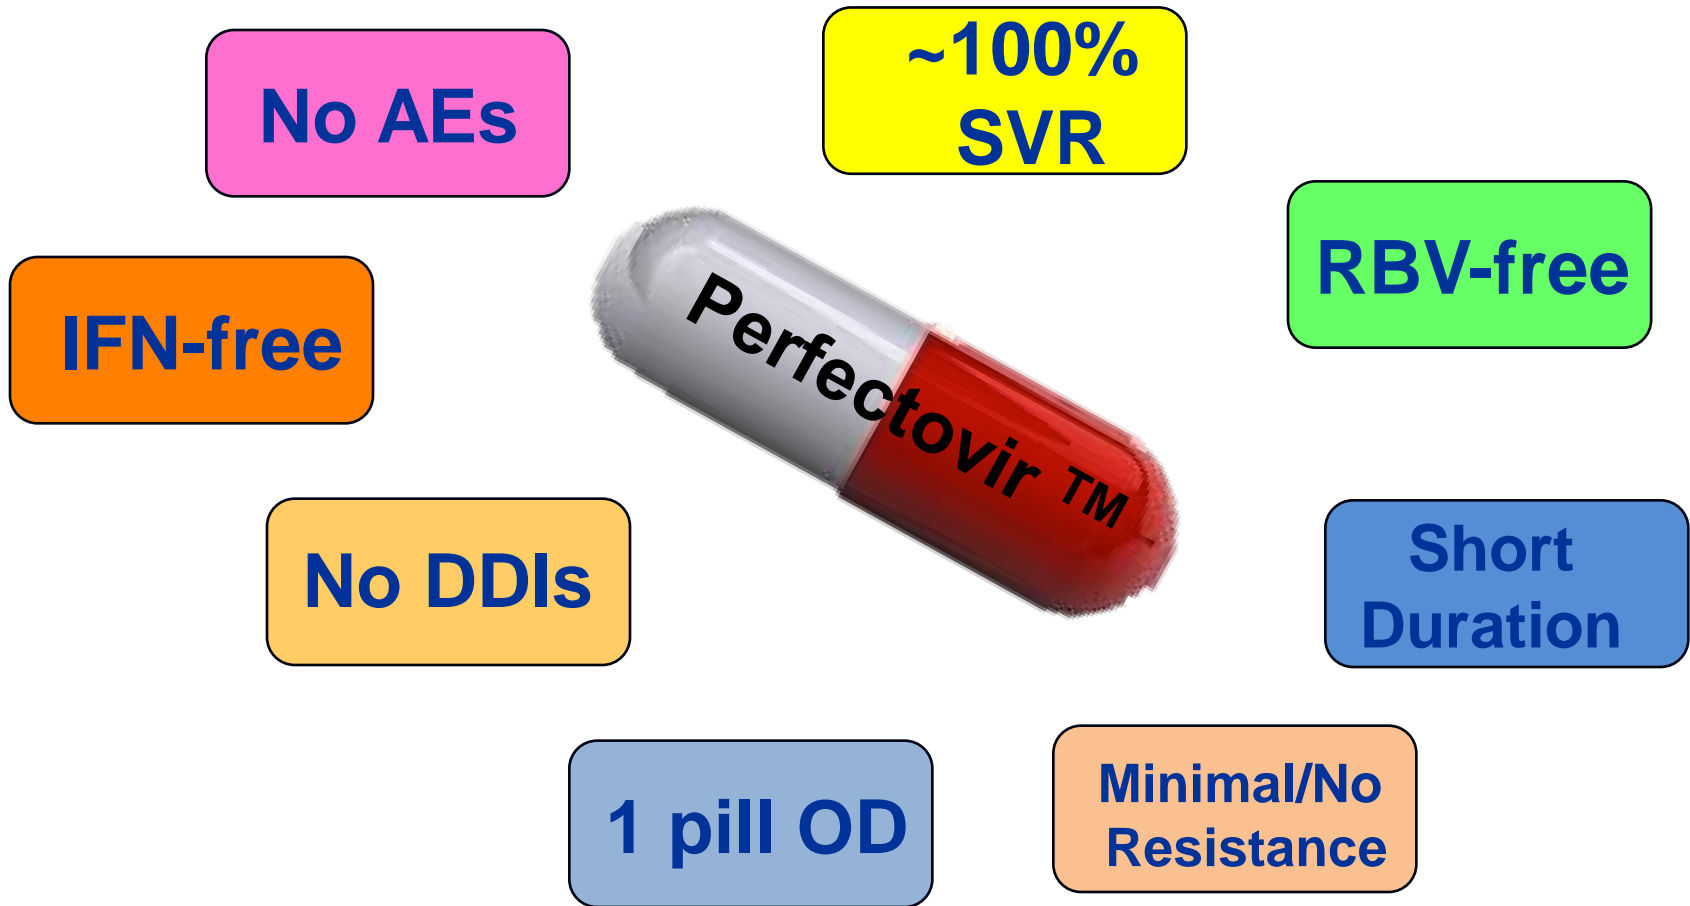 No AEs
~100%
SVR
RBV-free
IFN-free
Perfectovir ™
No DDIs
Short
Duration
1 pill OD
Minimal/No
Resistance